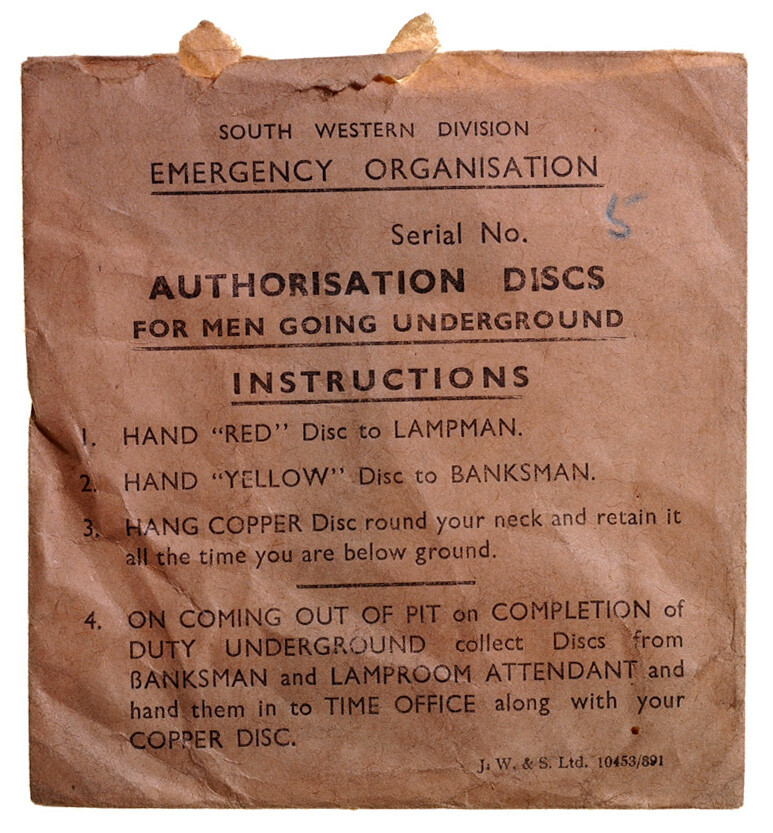 SOUTH WESTERN DIVISION
EMERGENCY ORGANISATION
Serial No. 5
AUTHORISATION DISCS
FOR MEN GOING UNDERGROUND
INSTRUCTIONS
1. HAND "RED" Disc to LAMPMAN.
2. HAND "YELLOW" Disc to BANKSMAN.
3. HANG COPPER Disc round your neck and retain it
all the time you are below ground.
4. ON COMING OUT OF PIT on COMPLETION of
DUTY UNDERGROUND collect Discs from
BANKSMAN and LAMPROOM ATTENDANT and
hand them in to TIME OFFICE along with your
COPPER DISC.
J. W. & S. Ltd. 10453/891